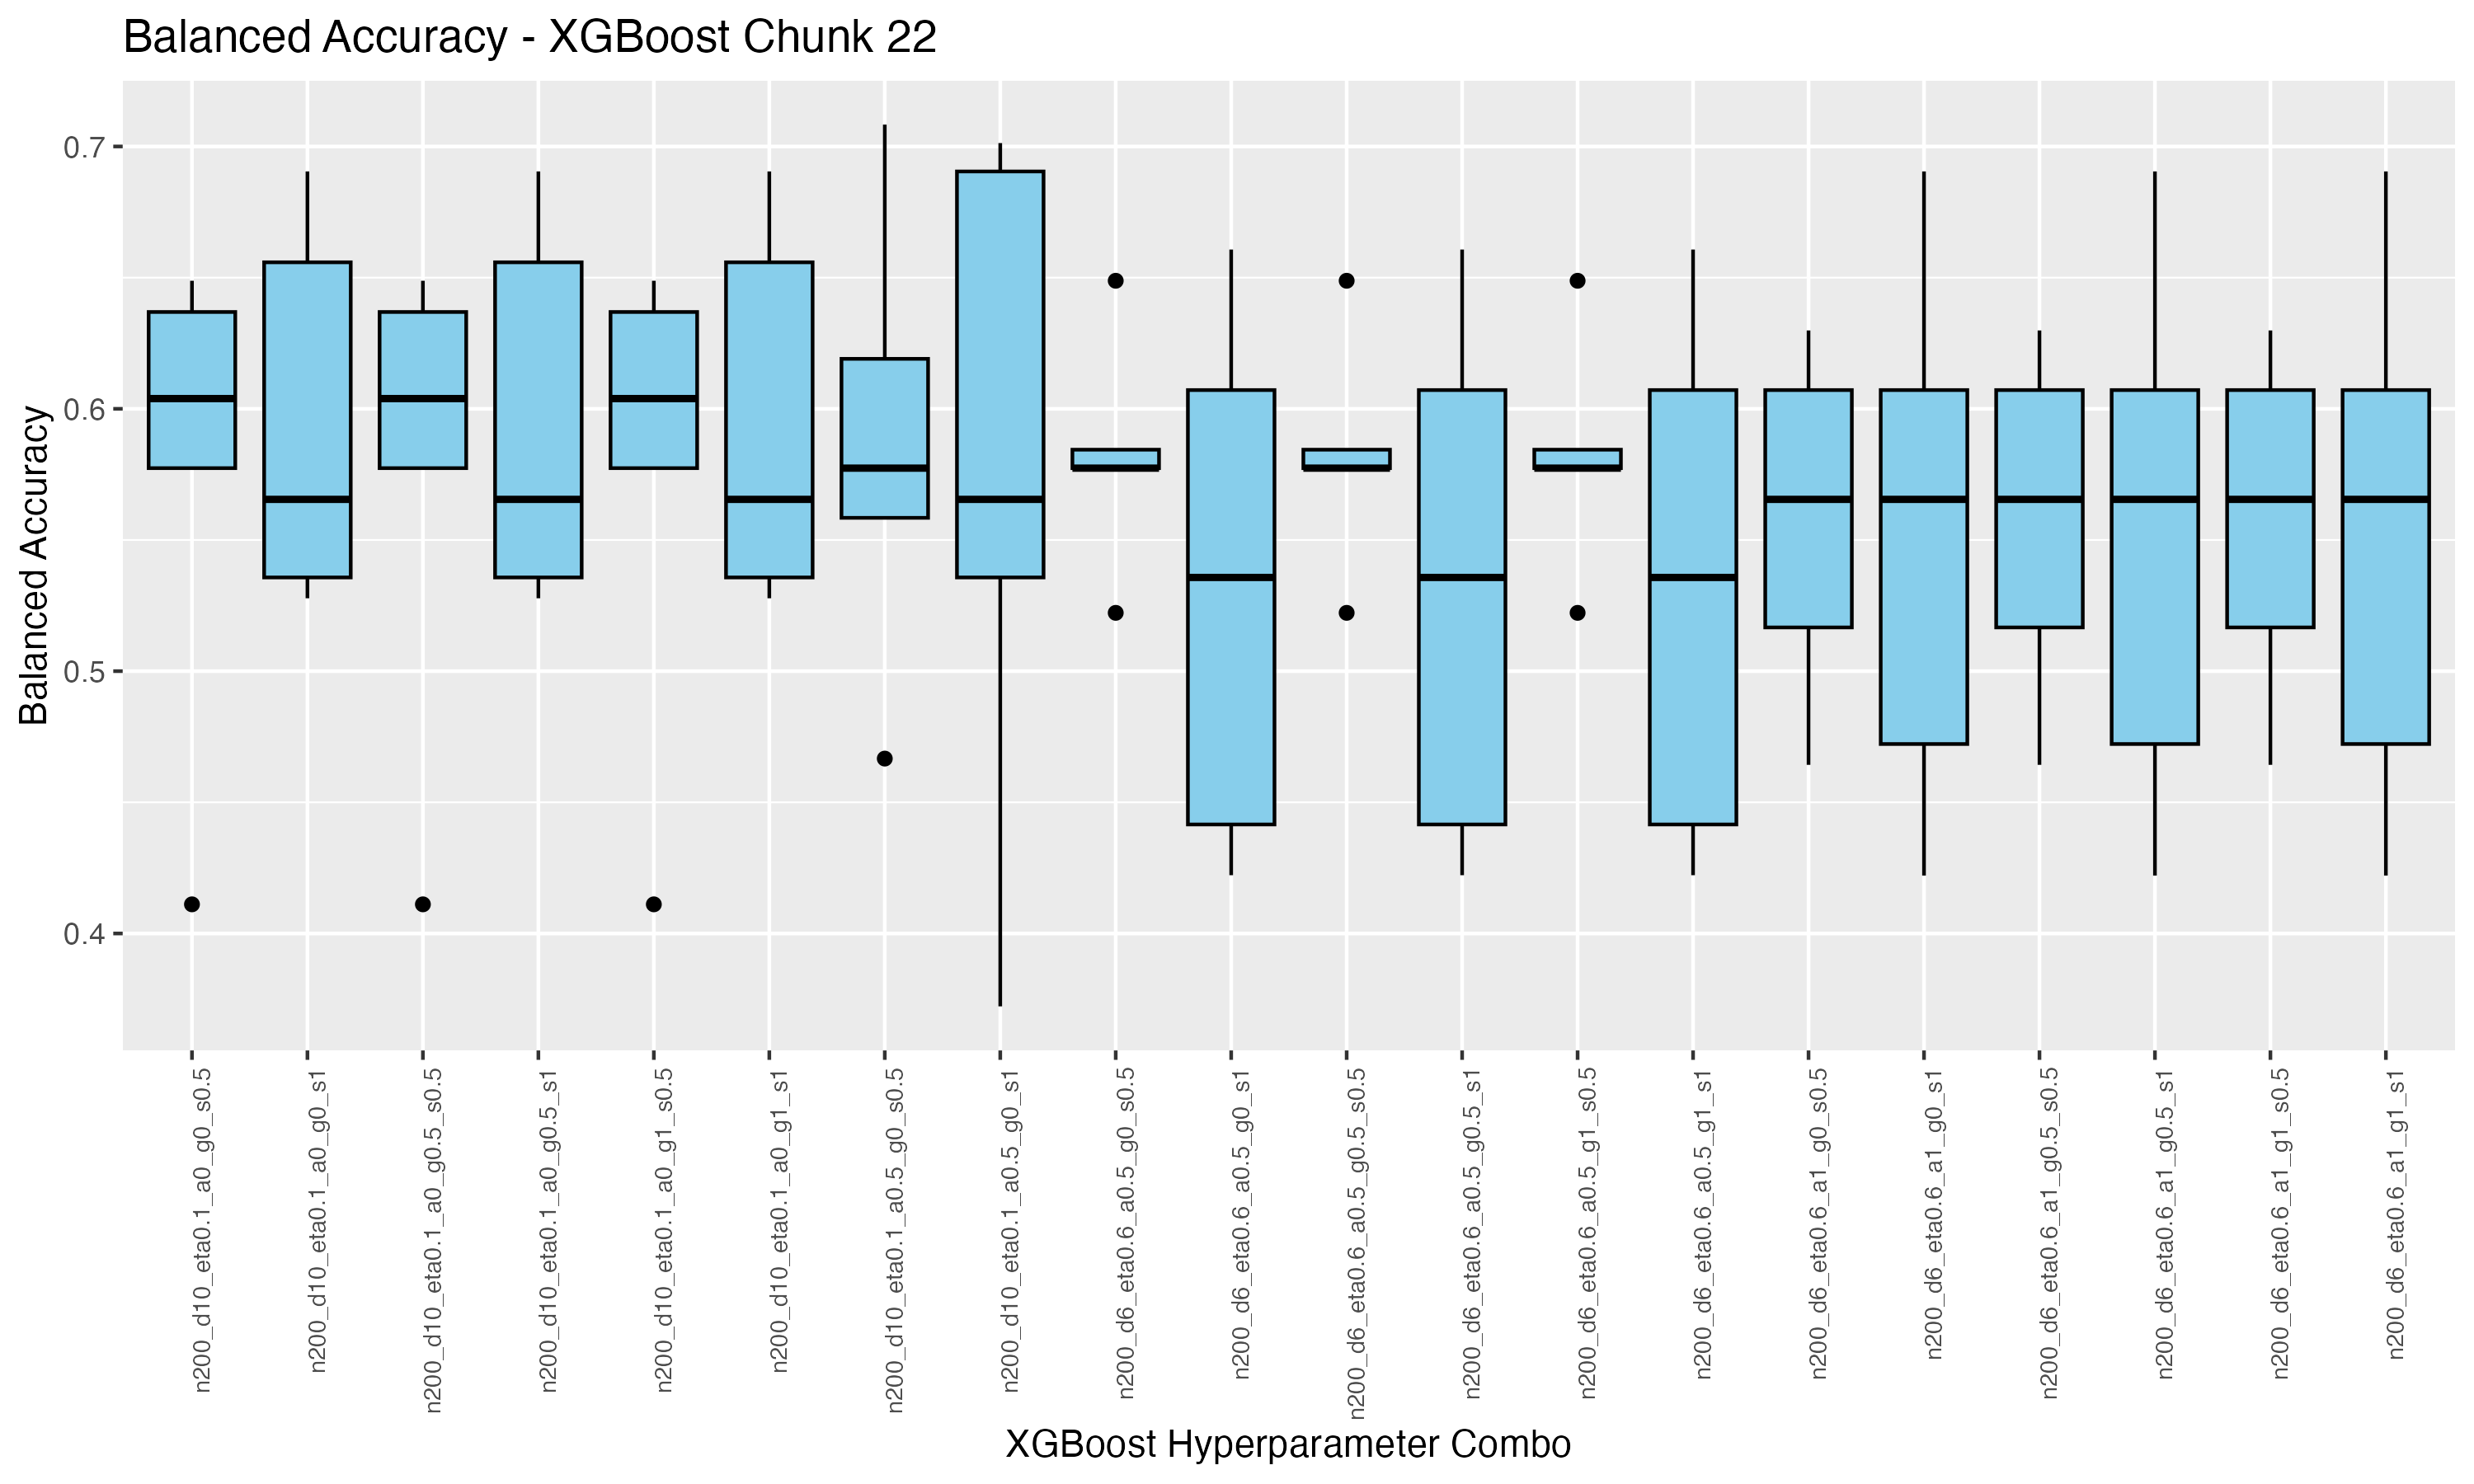 Balanced Accuracy - XGBoost Chunk 22
Balanced Accuracy
0.7
0.6
0.5
0.4
n200_d10_eta0.1_a0_g0_s0.5
n200_d10_eta0.1_a0_g0_s1
n200_d10_eta0.1_a0_g0.5_s0.5
n200_d10_eta0.1_a0_g0.5_s1
n200_d10_eta0.1_a0_g1_s0.5
n200_d10_eta0.1_a0_g1_s1
n200_d10_eta0.1_a0.5_g0_s0.5
n200_d10_eta0.1_a0.5_g0_s1
n200_d6_eta0.6_a0.5_g0_s0.5
n200_d6_eta0.6_a0.5_g0_s1
n200_d6_eta0.6_a0.5_g0.5_s0.5
n200_d6_eta0.6_a0.5_g0.5_s1
n200_d6_eta0.6_a0.5_g1_s0.5
n200_d6_eta0.6_a0.5_g1_s1
n200_d6_eta0.6_a1_g0_s0.5
n200_d6_eta0.6_a1_g0_s1
n200_d6_eta0.6_a1_g0.5_s0.5
n200_d6_eta0.6_a1_g0.5_s1
n200_d6_eta0.6_a1_g1_s0.5
n200_d6_eta0.6_a1_g1_s1
XGBoost Hyperparameter Combo